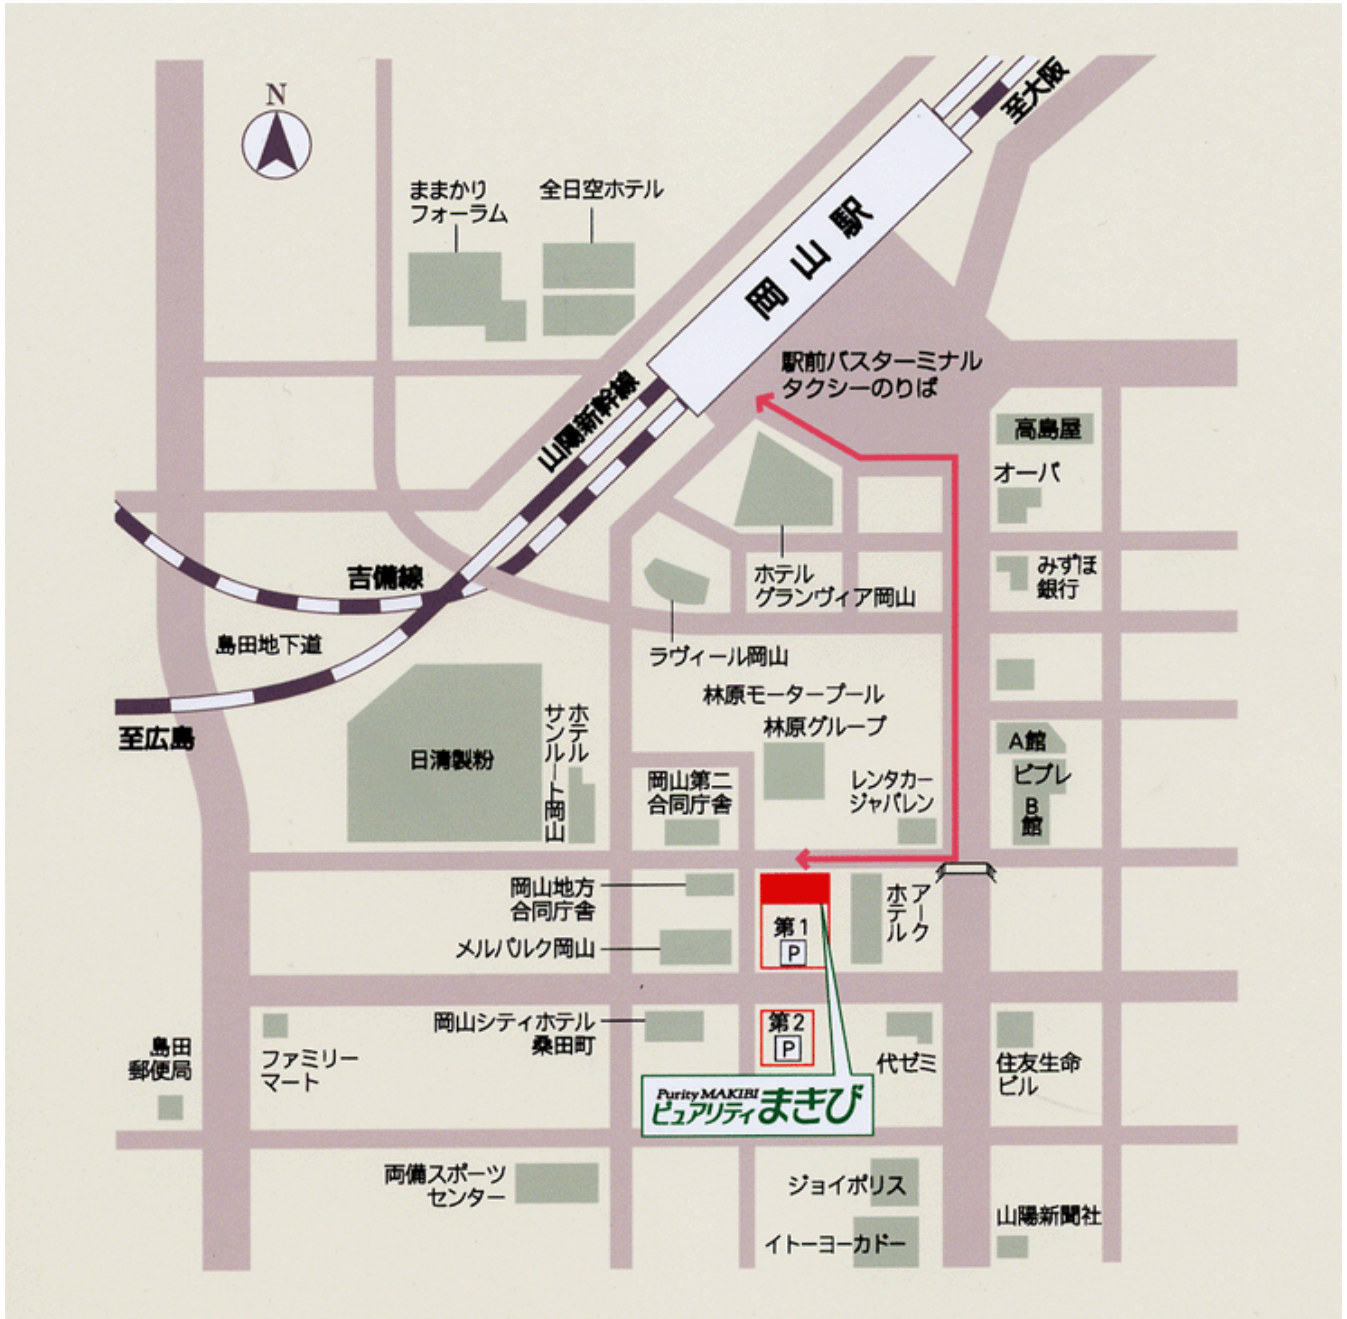 N
至大阪
ままかり
フォーラム
全日空ホテル
岡山駅
駅前バスターミナル
タクシーのりば
山陽新幹線
高島屋
オーパ
みずほ
銀行
吉備線
ホテル
グランヴィア岡山
島田地下道
ラヴィール岡山
至広島
林原モータープール
林原グループ
日清製粉
ホテル
サンルート岡山
岡山第二
合同庁舎
レンタカー
ジャパレン
A館
ビブレ
B
館
岡山地方
合同庁舎
第1
P
アーク
ホテル
メルパルク岡山
岡山シティホテル
桑田町
第2
P
代ゼミ
住友生命
ビル
島田
郵便局
ファミリー
マート
Purity MAKIBI
ピュアリティまきび
両備スポーツ
センター
ジョイポリス
イトーヨーカドー
山陽新聞社